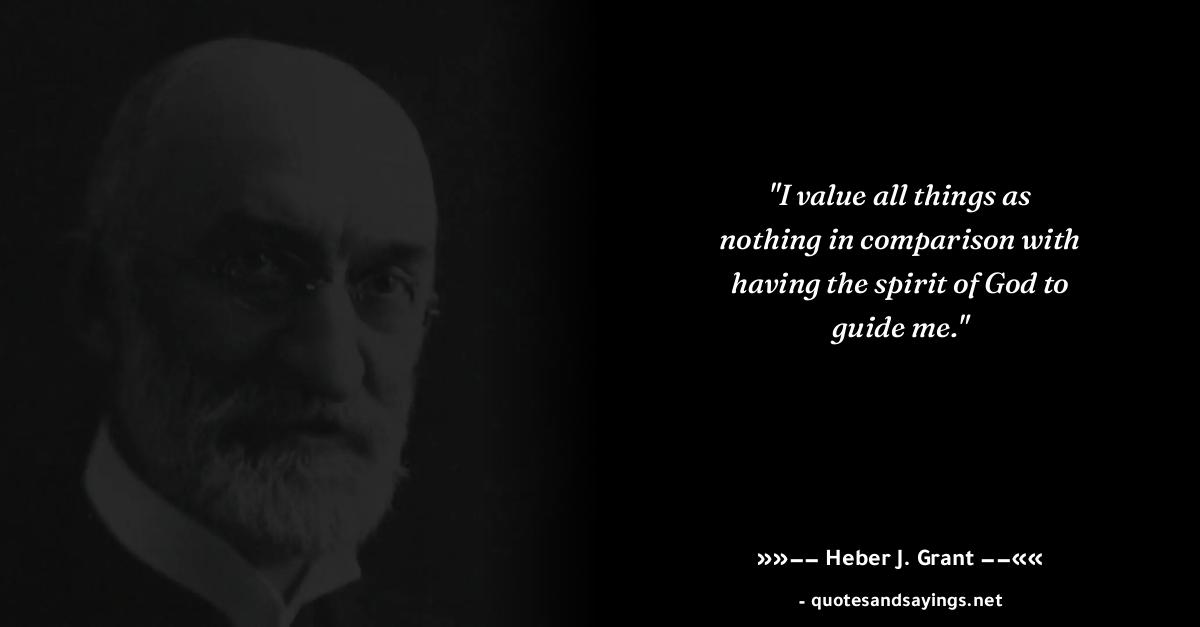 "I value all things as
nothing in comparison with
having the spirit of God to
guide me."
»»−− Heber J. Grant −−««
- quotesandsayings.net